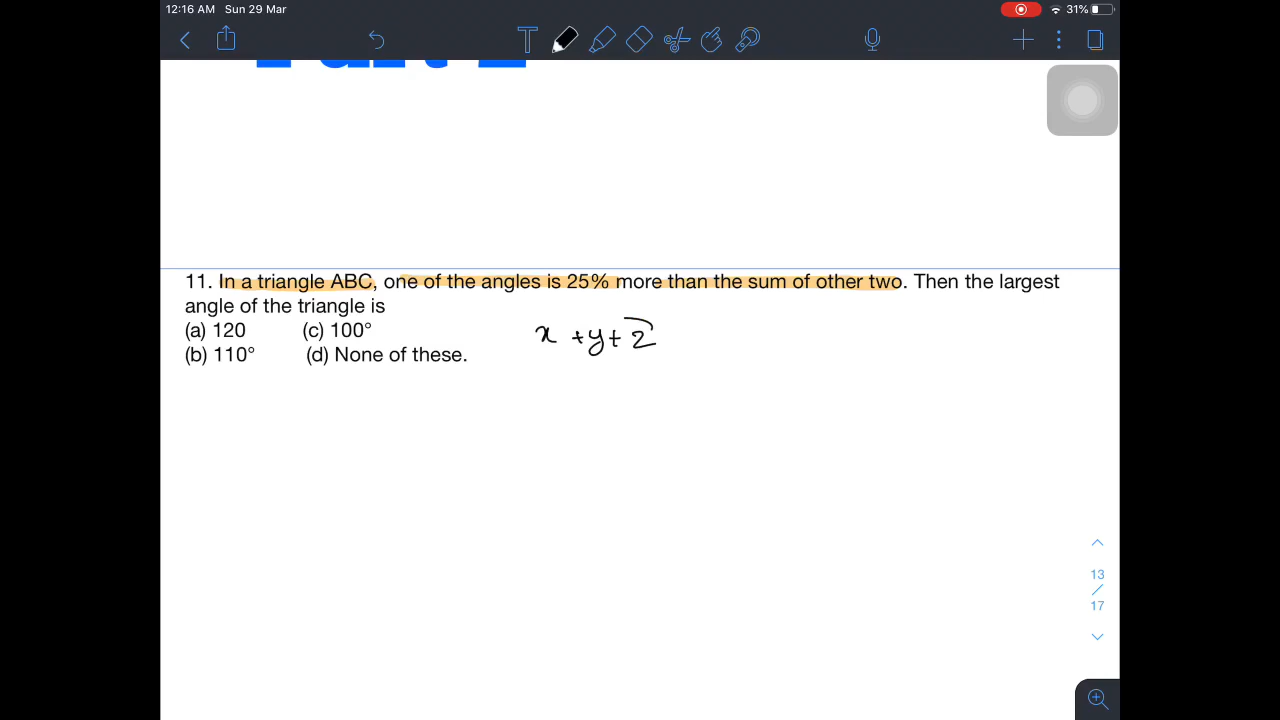 12:16 AM Sun 29 Mar
31%
T
11. In a triangle ABC, one of the angles is 25% more than the sum of other two. Then the largest
angle of the triangle is
(a) 120 (c) 100°
(b) 110° (d) None of these.
x + y + z
13
17